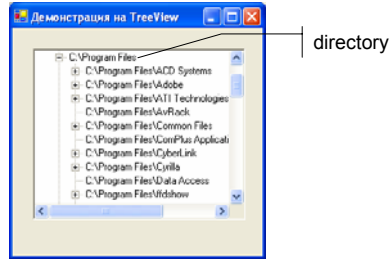 Демонстрация на TreeView
C:\Program Files
directory
C:\Program Files\ACD Systems
C:\Program Files\Adobe
C:\Program Files\ATI Technologies
C:\Program Files\AvRack
C:\Program Files\Common Files
C:\Program Files\ComPlus Applicati
C:\Program Files\CyberLink
C:\Program Files\Cyrilla
C:\Program Files\Data Access
C:\Program Files\ffdshow